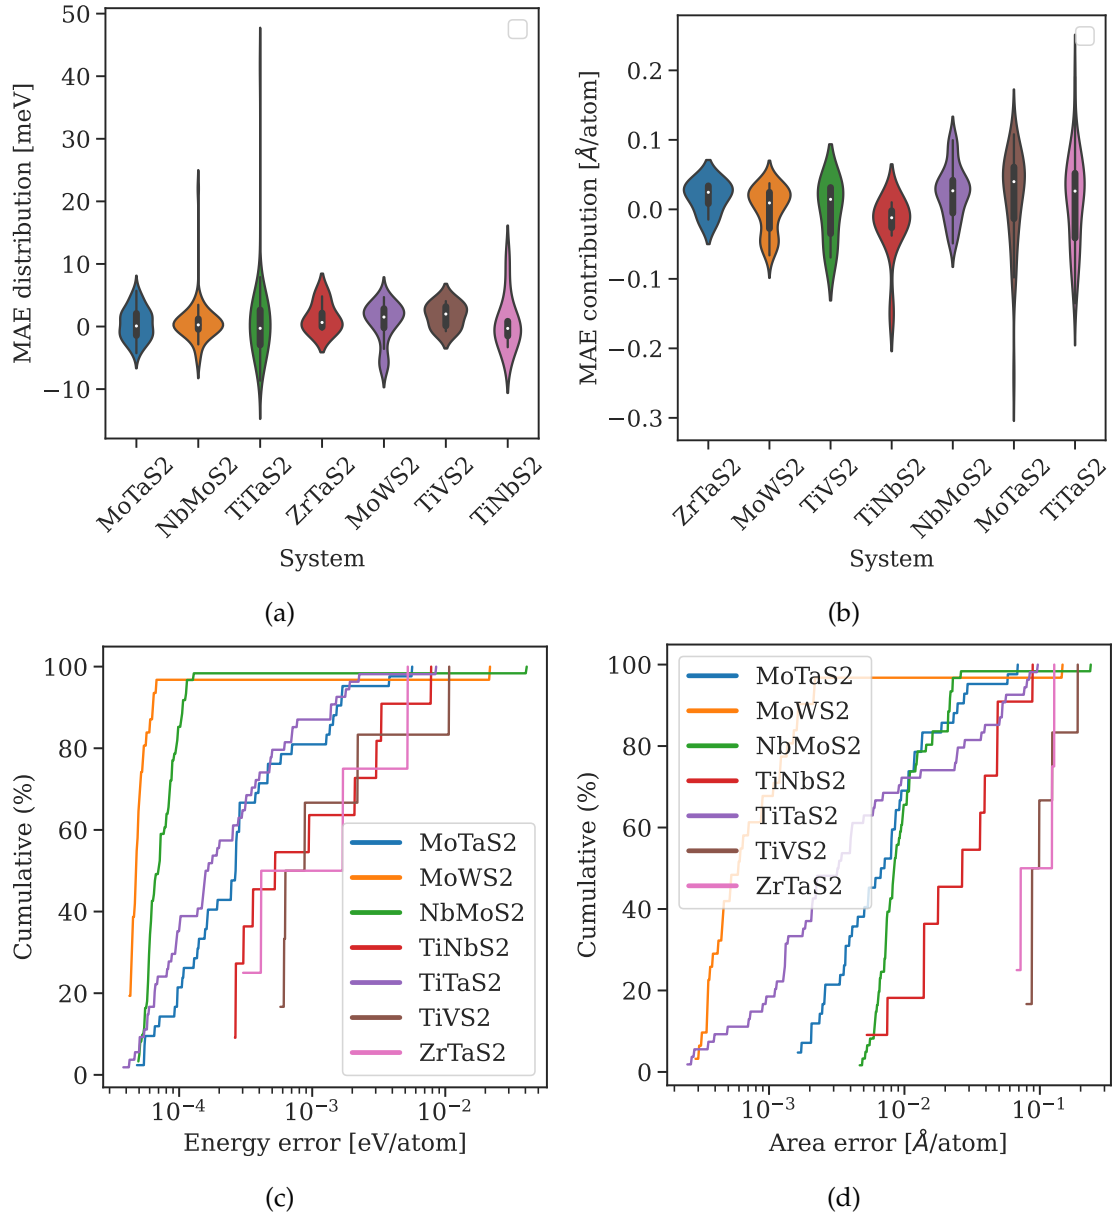 50
40
30
20
10
0
−10
MAE distribution [meV]
MoTaS2
NbMoS2
TiTaS2
ZrTaS2
MoWS2
TiVS2
TiNbS2
System
(a)
0.2
0.1
0.0
−0.1
−0.2
−0.3
MAE contribution [Å/atom]
ZrTaS2
MoWS2
TiVS2
TiNbS2
NbMoS2
MoTaS2
TiTaS2
System
(b)
100
80
60
40
20
0
Cumulative (%)
MoTaS2
MoWS2
NbMoS2
TiNbS2
TiTaS2
TiVS2
ZrTaS2
10⁻⁴
10⁻³
10⁻²
Energy error [eV/atom]
(c)
100
80
60
40
20
0
Cumulative (%)
MoTaS2
MoWS2
NbMoS2
TiNbS2
TiTaS2
TiVS2
ZrTaS2
10⁻³
10⁻²
10⁻¹
Area error [Å/atom]
(d)